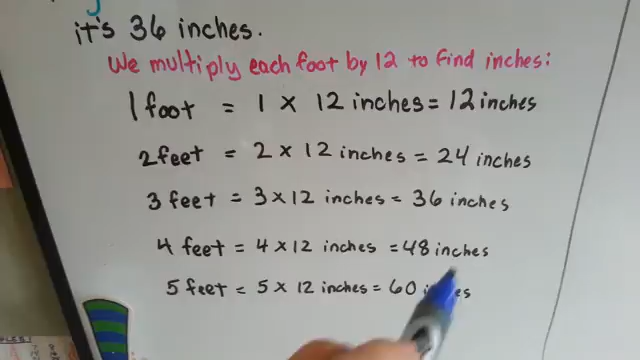 it's 36 inches.
We multiply each foot by 12 to find inches:
1 foot = 1 x 12 inches = 12 inches
2 feet = 2 x 12 inches = 24 inches
3 feet = 3 x 12 inches = 36 inches
4 feet = 4 x 12 inches = 48 inches
5 feet = 5 x 12 inches = 60